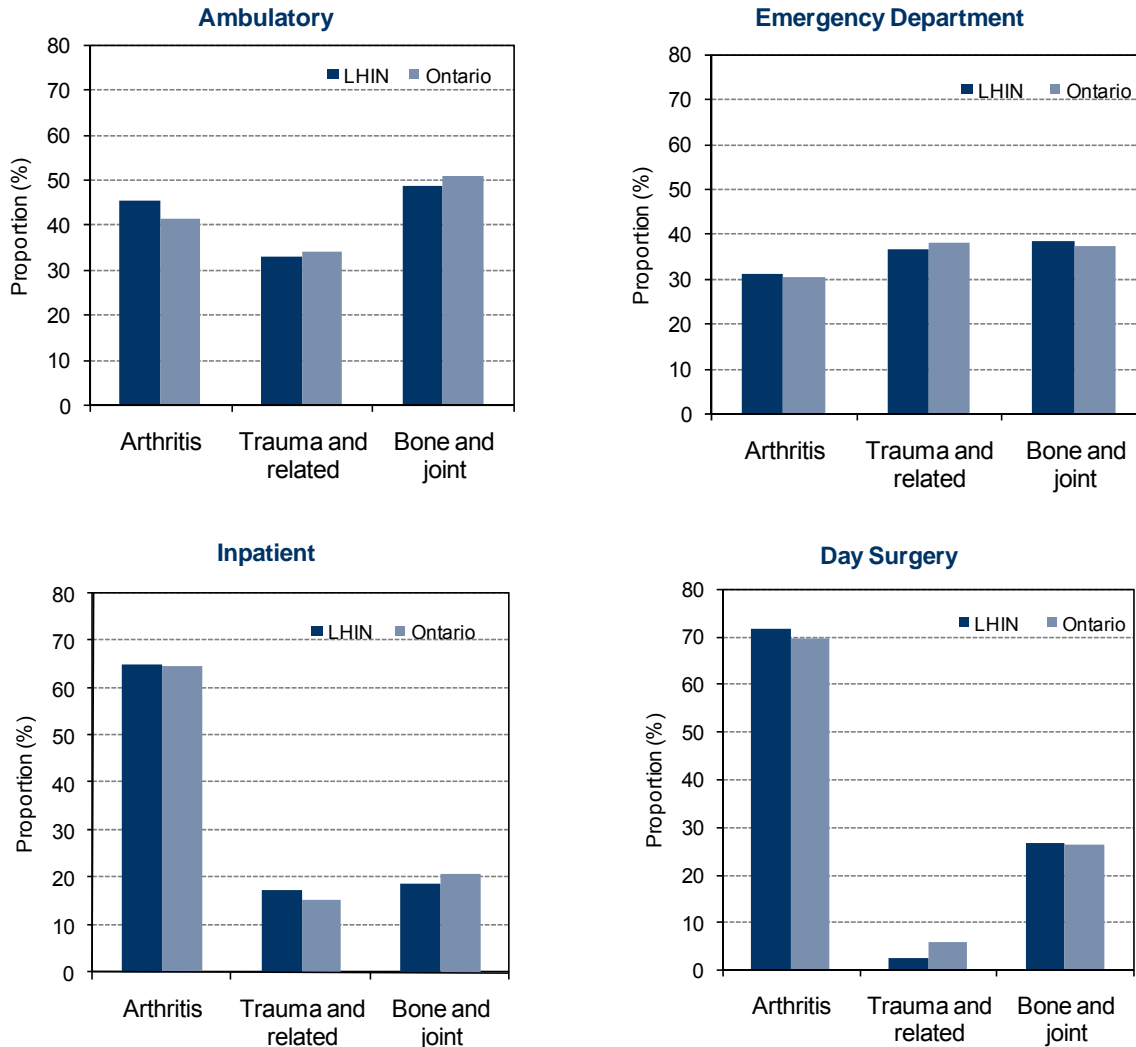 Ambulatory
80
70
60
50
40
30
20
10
0
Proportion (%)
LHIN Ontario
Arthritis Trauma and Bone and
related joint
Emergency Department
80
70
60
50
40
30
20
10
0
Proportion (%)
LHIN Ontario
Arthritis Trauma and Bone and
related joint
Inpatient
80
70
60
50
40
30
20
10
0
Proportion (%)
LHIN Ontario
Arthritis Trauma and Bone and
related joint
Day Surgery
80
70
60
50
40
30
20
10
0
Proportion (%)
LHIN Ontario
Arthritis Trauma and Bone and
related joint